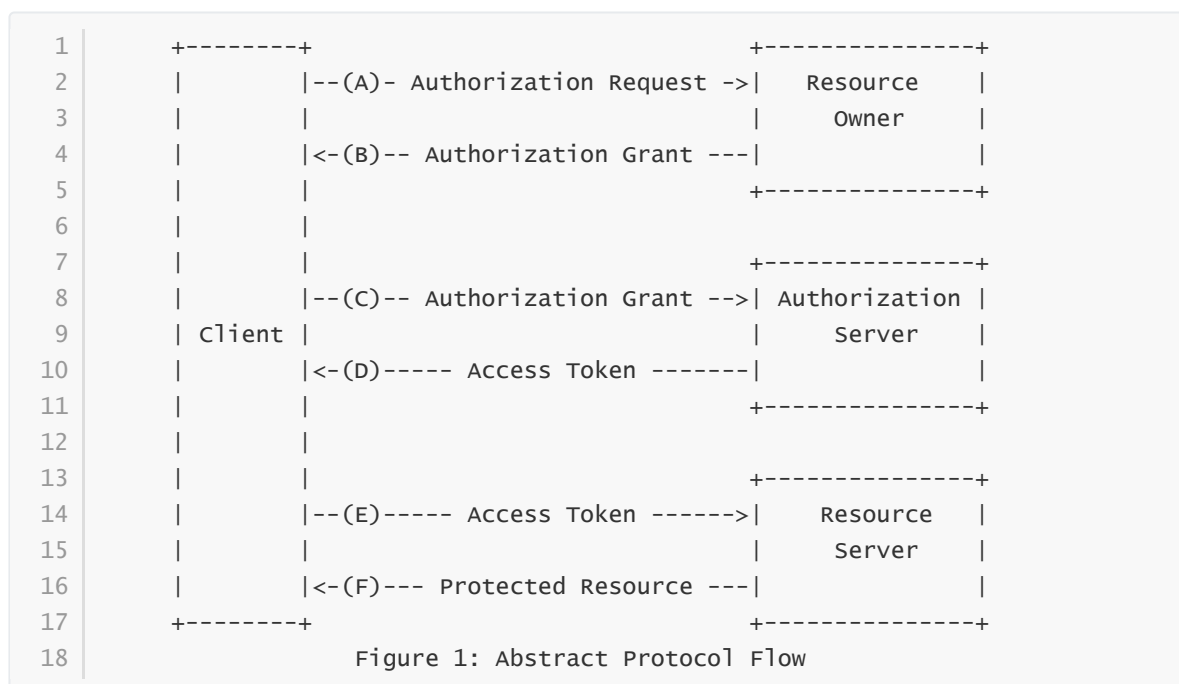 1      +--------+                               +---------------+
2      |        |--(A)- Authorization Request ->|   Resource    |
3      |        |                               |     Owner     |
4      |        |<-(B)-- Authorization Grant ---|               |
5      |        |                               +---------------+
6      |        |
7      |        |                               +---------------+
8      |        |--(C)-- Authorization Grant -->| Authorization |
9      | Client |                               |     Server    |
10     |        |<-(D)----- Access Token -------|               |
11     |        |                               +---------------+
12     |        |
13     |        |                               +---------------+
14     |        |--(E)----- Access Token ------>|    Resource   |
15     |        |                               |     Server    |
16     |        |<-(F)--- Protected Resource ---|               |
17     +--------+                               +---------------+
18                   Figure 1: Abstract Protocol Flow